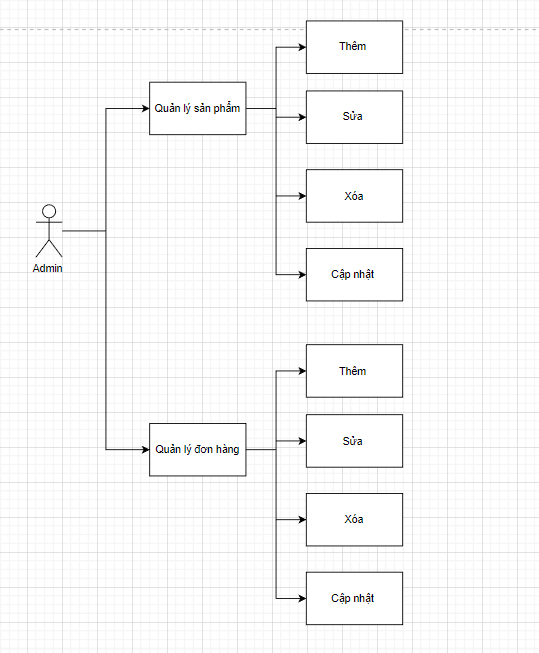 Thêm
Quản lý sản phẩm
Sửa
Xóa
Admin
Cập nhật
Thêm
Quản lý đơn hàng
Sửa
Xóa
Cập nhật